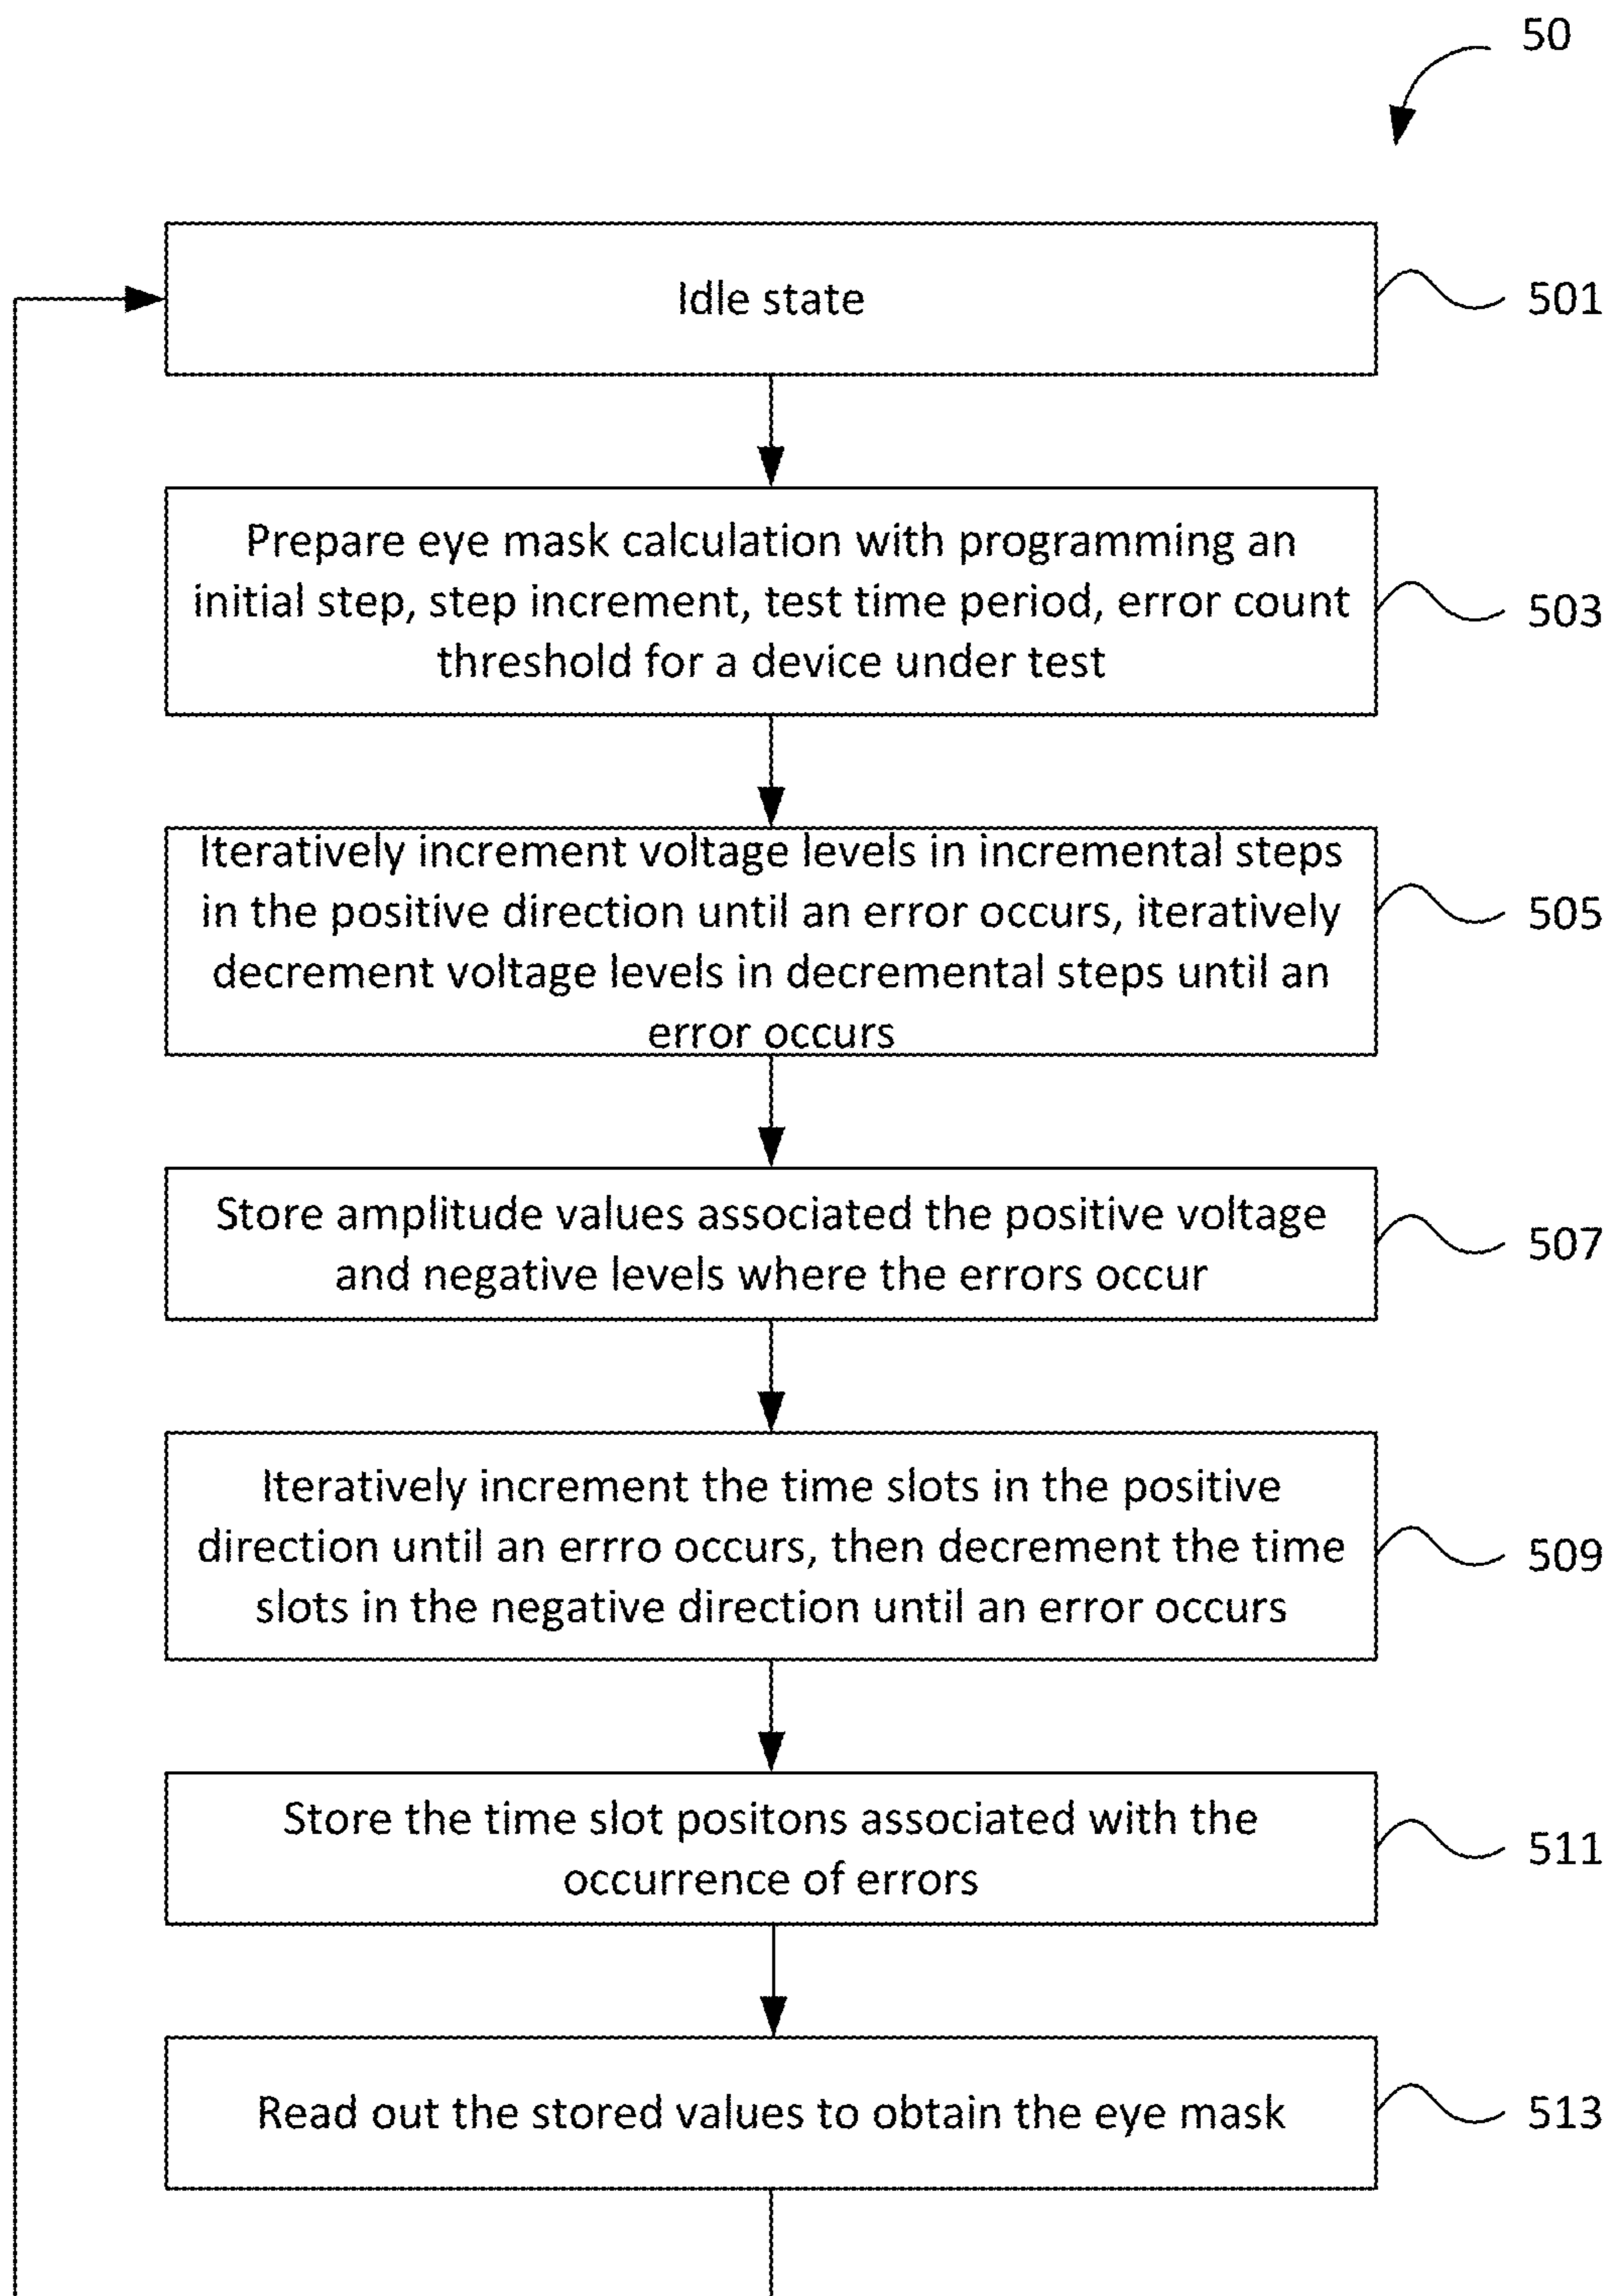 50
Idle state
501
Prepare eye mask calculation with programming an
initial step, step increment, test time period, error count
threshold for a device under test
503
Iteratively increment voltage levels in incremental steps
in the positive direction until an error occurs, iteratively
decrement voltage levels in decremental steps until an
error occurs
505
Store amplitude values associated the positive voltage
and negative levels where the errors occur
507
Iteratively increment the time slots in the positive
direction until an errro occurs, then decrement the time
slots in the negative direction until an error occurs
509
Store the time slot positons associated with the
occurrence of errors
511
Read out the stored values to obtain the eye mask
513